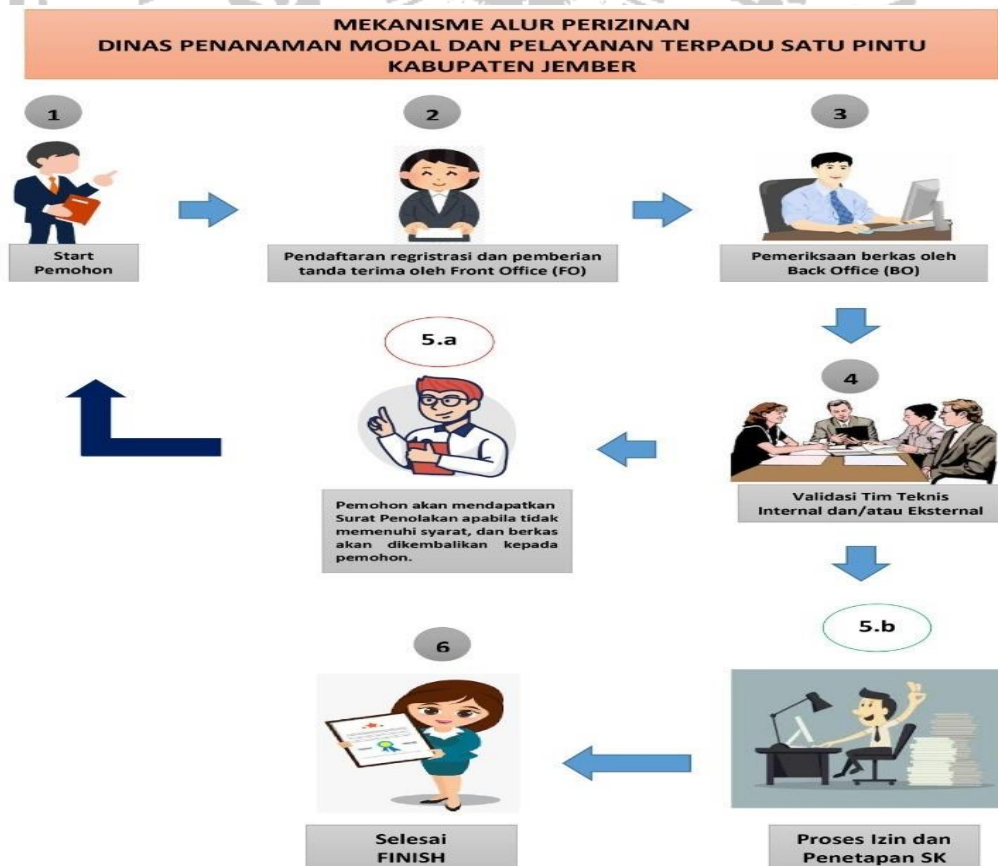 MEKANISME ALUR PERIZINAN
DINAS PENANAMAN MODAL DAN PELAYANAN TERPADU SATU PINTU
KABUPATEN JEMBER
1
2
3
Start
Pemohon
Pendaftaran regristrasi dan pemberian
tanda terima oleh Front Office (FO)
Pemeriksaan berkas oleh
Back Office (BO)
5.a
4
Pemohon akan mendapatkan
Surat Penolakan apabila tidak
memenuhi syarat, dan berkas
akan dikembalikan kepada
pemohon.
Validasi Tim Teknis
Internal dan/atau Eksternal
5.b
6
Selesai
FINISH
Proses Izin dan
Penetapan SK